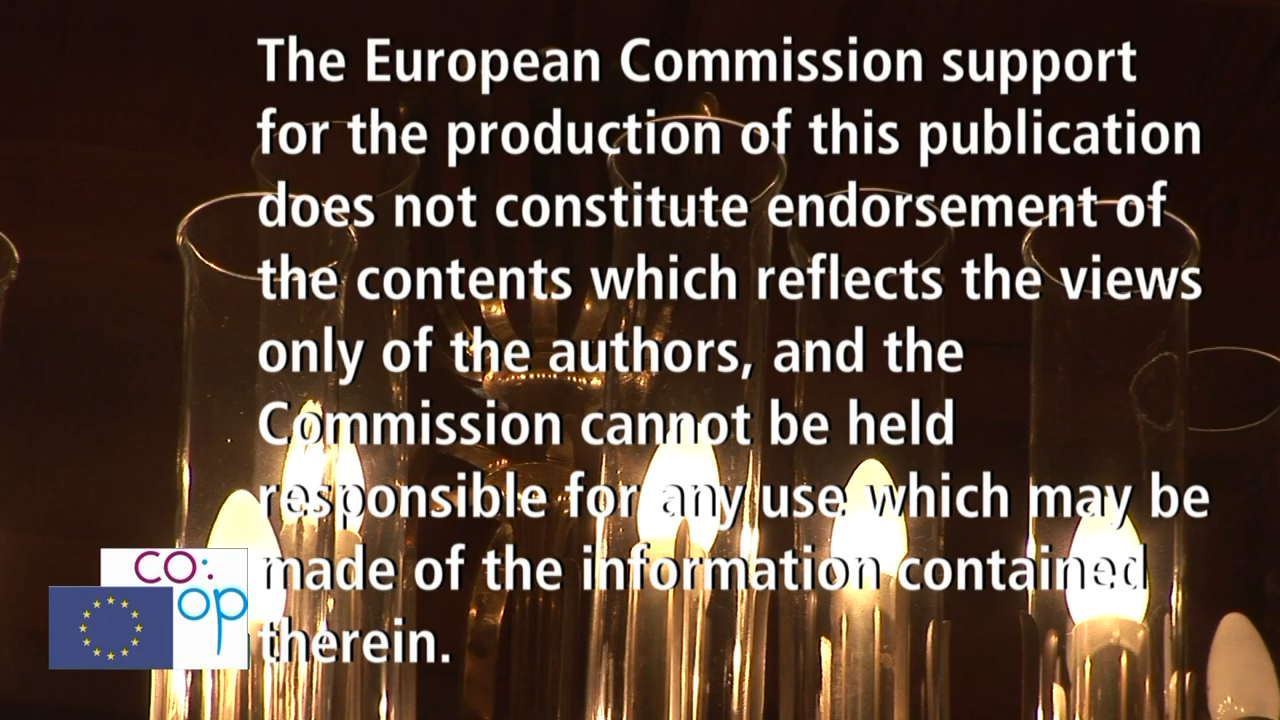 The European Commission support
for the production of this publication
does not constitute endorsement of
the contents which reflects the views
only of the authors, and the
Commission cannot be held
responsible for any use which may be
made of the information contained
therein.
co:
op